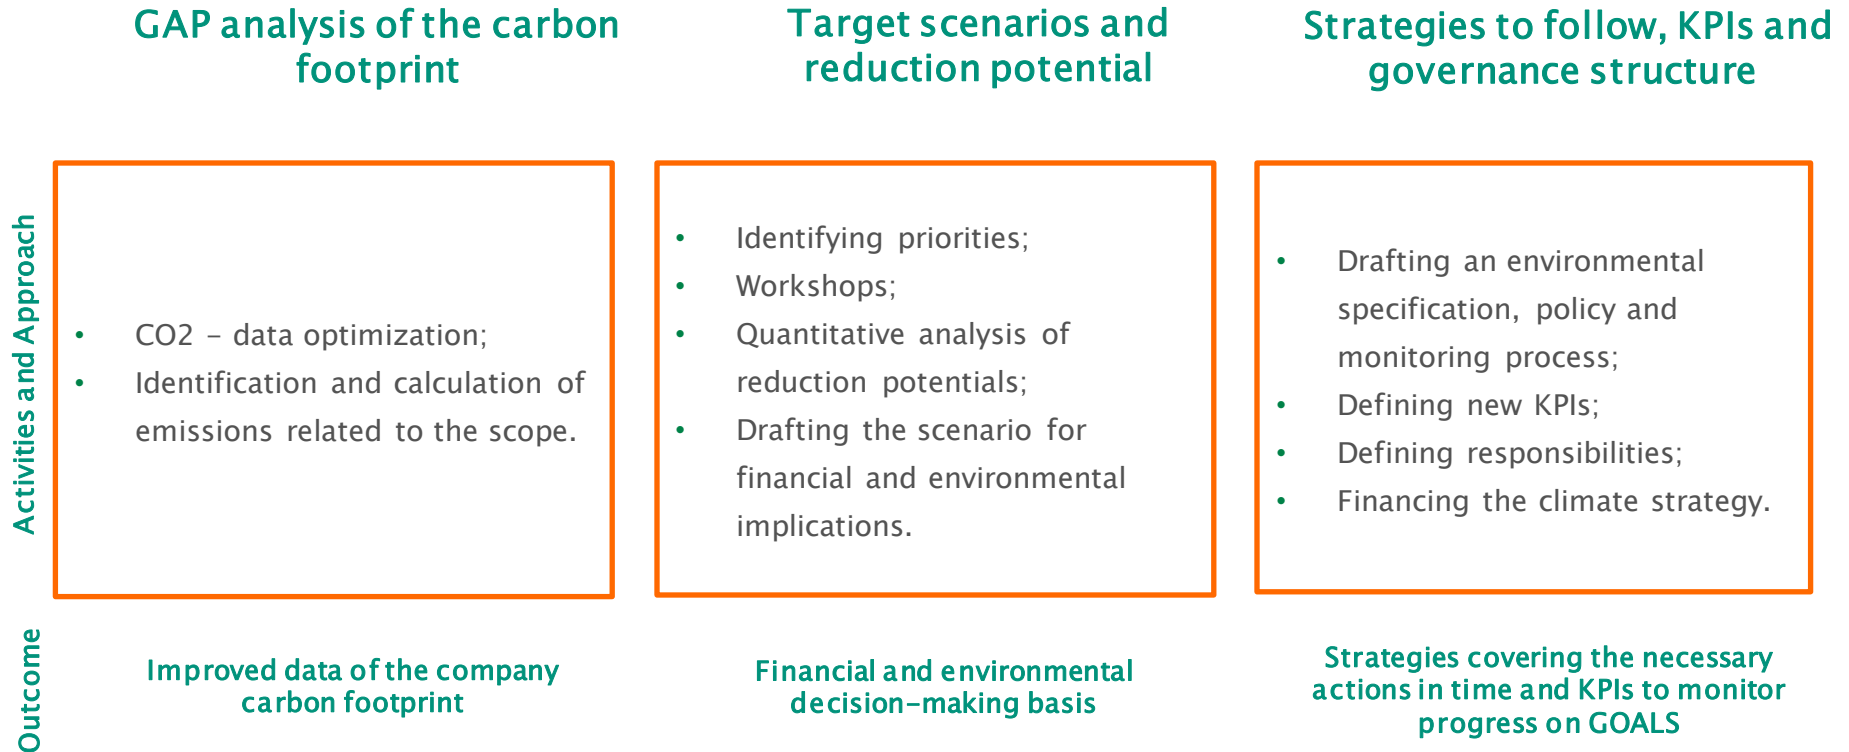 GAP analysis of the carbon
footprint
Target scenarios and
reduction potential
Strategies to follow, KPIs and
governance structure
Activities and Approach
• CO2 – data optimization;
• Identification and calculation of
emissions related to the scope.
• Identifying priorities;
• Workshops;
• Quantitative analysis of
reduction potentials;
• Drafting the scenario for
financial and environmental
implications.
• Drafting an environmental
specification, policy and
monitoring process;
• Defining new KPIs;
• Defining responsibilities;
• Financing the climate strategy.
Outcome
Improved data of the company
carbon footprint
Financial and environmental
decision-making basis
Strategies covering the necessary
actions in time and KPIs to monitor
progress on GOALS